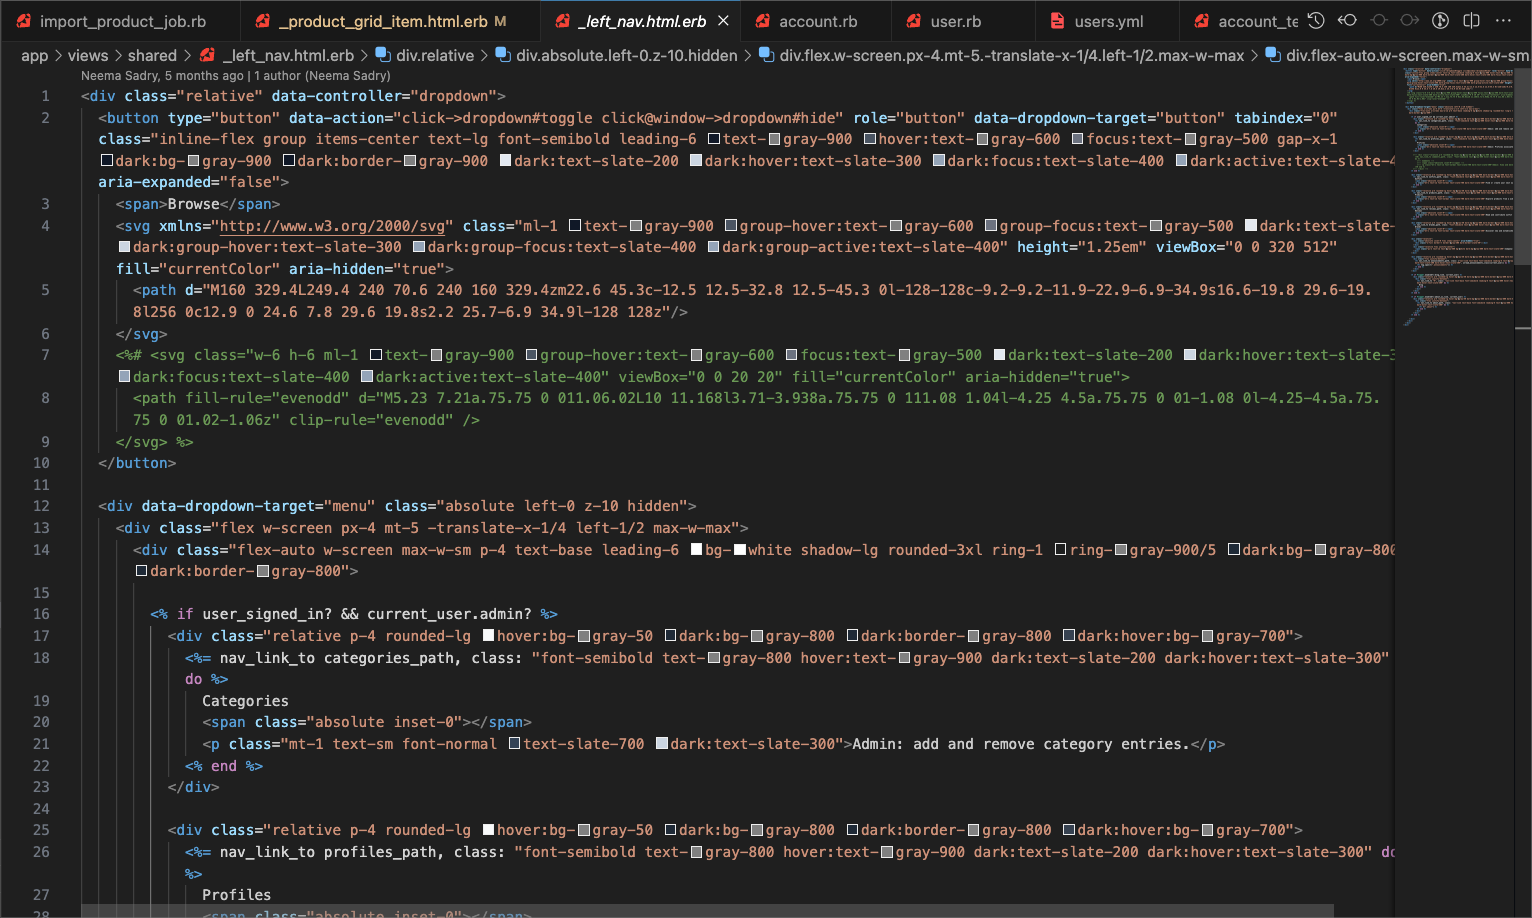 import_product_job.rb
_product_grid_item.html.erb M
_left_nav.html.erb
account.rb
user.rb
users.yml
account_te
app > views > shared > _left_nav.html.erb > div.relative > div.absolute.left-0.z-10.hidden > div.flex.w-screen.px-4.mt-5.-translate-x-1/4.left-1/2.max-w-max > div.flex-auto.w-screen.max-w-sm
Neema Sadry, 5 months ago | 1 author (Neema Sadry)
1 <div class="relative" data-controller="dropdown">
2 <button type="button" data-action="click->dropdown#toggle click@window->dropdown#hide" role="button" data-dropdown-target="button" tabindex="0"
class="inline-flex group items-center text-lg font-semibold leading-6 text-gray-900 hover:text-gray-600 focus:text-gray-500 gap-x-1
dark:bg-gray-900 dark:border-gray-900 dark:text-slate-200 dark:hover:text-slate-300 dark:focus:text-slate-400 dark:active:text-slate-4
aria-expanded="false">
3 <span>Browse</span>
4 <svg xmlns="http://www.w3.org/2000/svg" class="ml-1 text-gray-900 group-hover:text-gray-600 group-focus:text-gray-500 dark:text-slate-
dark:group-hover:text-slate-300 dark:group-focus:text-slate-400 dark:group-active:text-slate-400" height="1.25em" viewBox="0 0 320 512"
fill="currentColor" aria-hidden="true">
5 <path d="M160 329.4L249.4 240 70.6 240 160 329.4zm22.6 45.3c-12.5 12.5-32.8 12.5-45.3 0l-128-128c-9.2-9.2-11.9-22.9-6.9-34.9s16.6-19.8 29.6-19.
8l256 0c12.9 0 24.6 7.8 29.6 19.8s2.2 25.7-6.9 34.9l-128 128z"/>
6 </svg>
7 <%# <svg class="w-6 h-6 ml-1 text-gray-900 group-hover:text-gray-600 focus:text-gray-500 dark:text-slate-200 dark:hover:text-slate-3
dark:focus:text-slate-400 dark:active:text-slate-400" viewBox="0 0 20 20" fill="currentColor" aria-hidden="true">
8 <path fill-rule="evenodd" d="M5.23 7.21a.75.75 0 011.06.02L10 11.168l3.71-3.938a.75.75 0 111.08 1.04l-4.25 4.5a.75.75 0 01-1.08 0l-4.25-4.5a.75.
75 0 01.02-1.06z" clip-rule="evenodd" />
9 </svg> %>
10 </button>
11
12 <div data-dropdown-target="menu" class="absolute left-0 z-10 hidden">
13 <div class="flex w-screen px-4 mt-5 -translate-x-1/4 left-1/2 max-w-max">
14 <div class="flex-auto w-screen max-w-sm p-4 text-base leading-6 bg-white shadow-lg rounded-3xl ring-1 ring-gray-900/5 dark:bg-gray-800
dark:border-gray-800">
15
16 <% if user_signed_in? && current_user.admin? %>
17 <div class="relative p-4 rounded-lg hover:bg-gray-50 dark:bg-gray-800 dark:border-gray-800 dark:hover:bg-gray-700">
18 <%= nav_link_to categories_path, class: "font-semibold text-gray-800 hover:text-gray-900 dark:text-slate-200 dark:hover:text-slate-300"
do %>
19 Categories
20 <span class="absolute inset-0"></span>
21 <p class="mt-1 text-sm font-normal text-slate-700 dark:text-slate-300">Admin: add and remove category entries.</p>
22 <% end %>
23 </div>
24
25 <div class="relative p-4 rounded-lg hover:bg-gray-50 dark:bg-gray-800 dark:border-gray-800 dark:hover:bg-gray-700">
26 <%= nav_link_to profiles_path, class: "font-semibold text-gray-800 hover:text-gray-900 dark:text-slate-200 dark:hover:text-slate-300" do
%>
27 Profiles
28 <span class="absolute inset-0"></span>